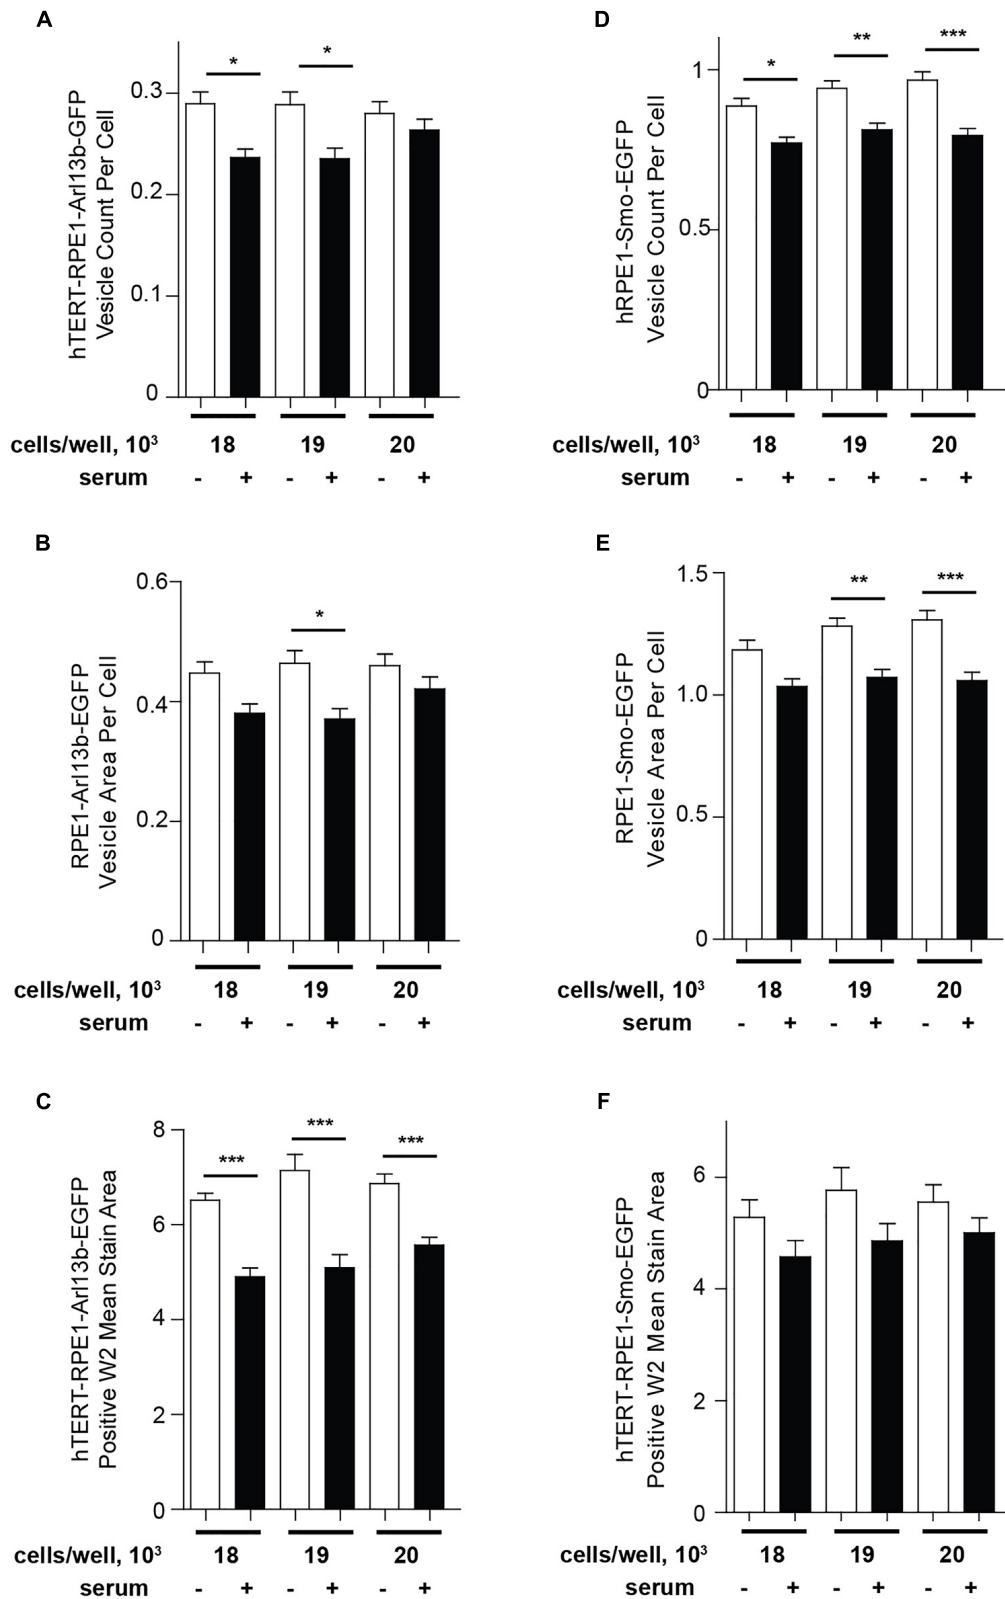 A
hTERT-RPE1-Arl13b-GFP
Vesicle Count Per Cell
0.3
0.2
0.1
0
*
*
cells/well, 10³ 18 19 20
serum - + - + - +
D
hRPE1-Smo-EGFP
Vesicle Count Per Cell
1
0.5
0
*
**
***
cells/well, 10³ 18 19 20
serum - + - + - +
B
RPE1-Arl13b-EGFP
Vesicle Area Per Cell
0.6
0.4
0.2
0
*
cells/well, 10³ 18 19 20
serum - + - + - +
E
RPE1-Smo-EGFP
Vesicle Area Per Cell
1.5
1.0
0.5
0
**
***
cells/well, 10³ 18 19 20
serum - + - + - +
C
hTERT-RPE1-Arl13b-EGFP
Positive W2 Mean Stain Area
8
6
4
2
0
***
***
***
cells/well, 10³ 18 19 20
serum - + - + - +
F
hTERT-RPE1-Smo-EGFP
Positive W2 Mean Stain Area
6
4
2
0
cells/well, 10³ 18 19 20
serum - + - + - +